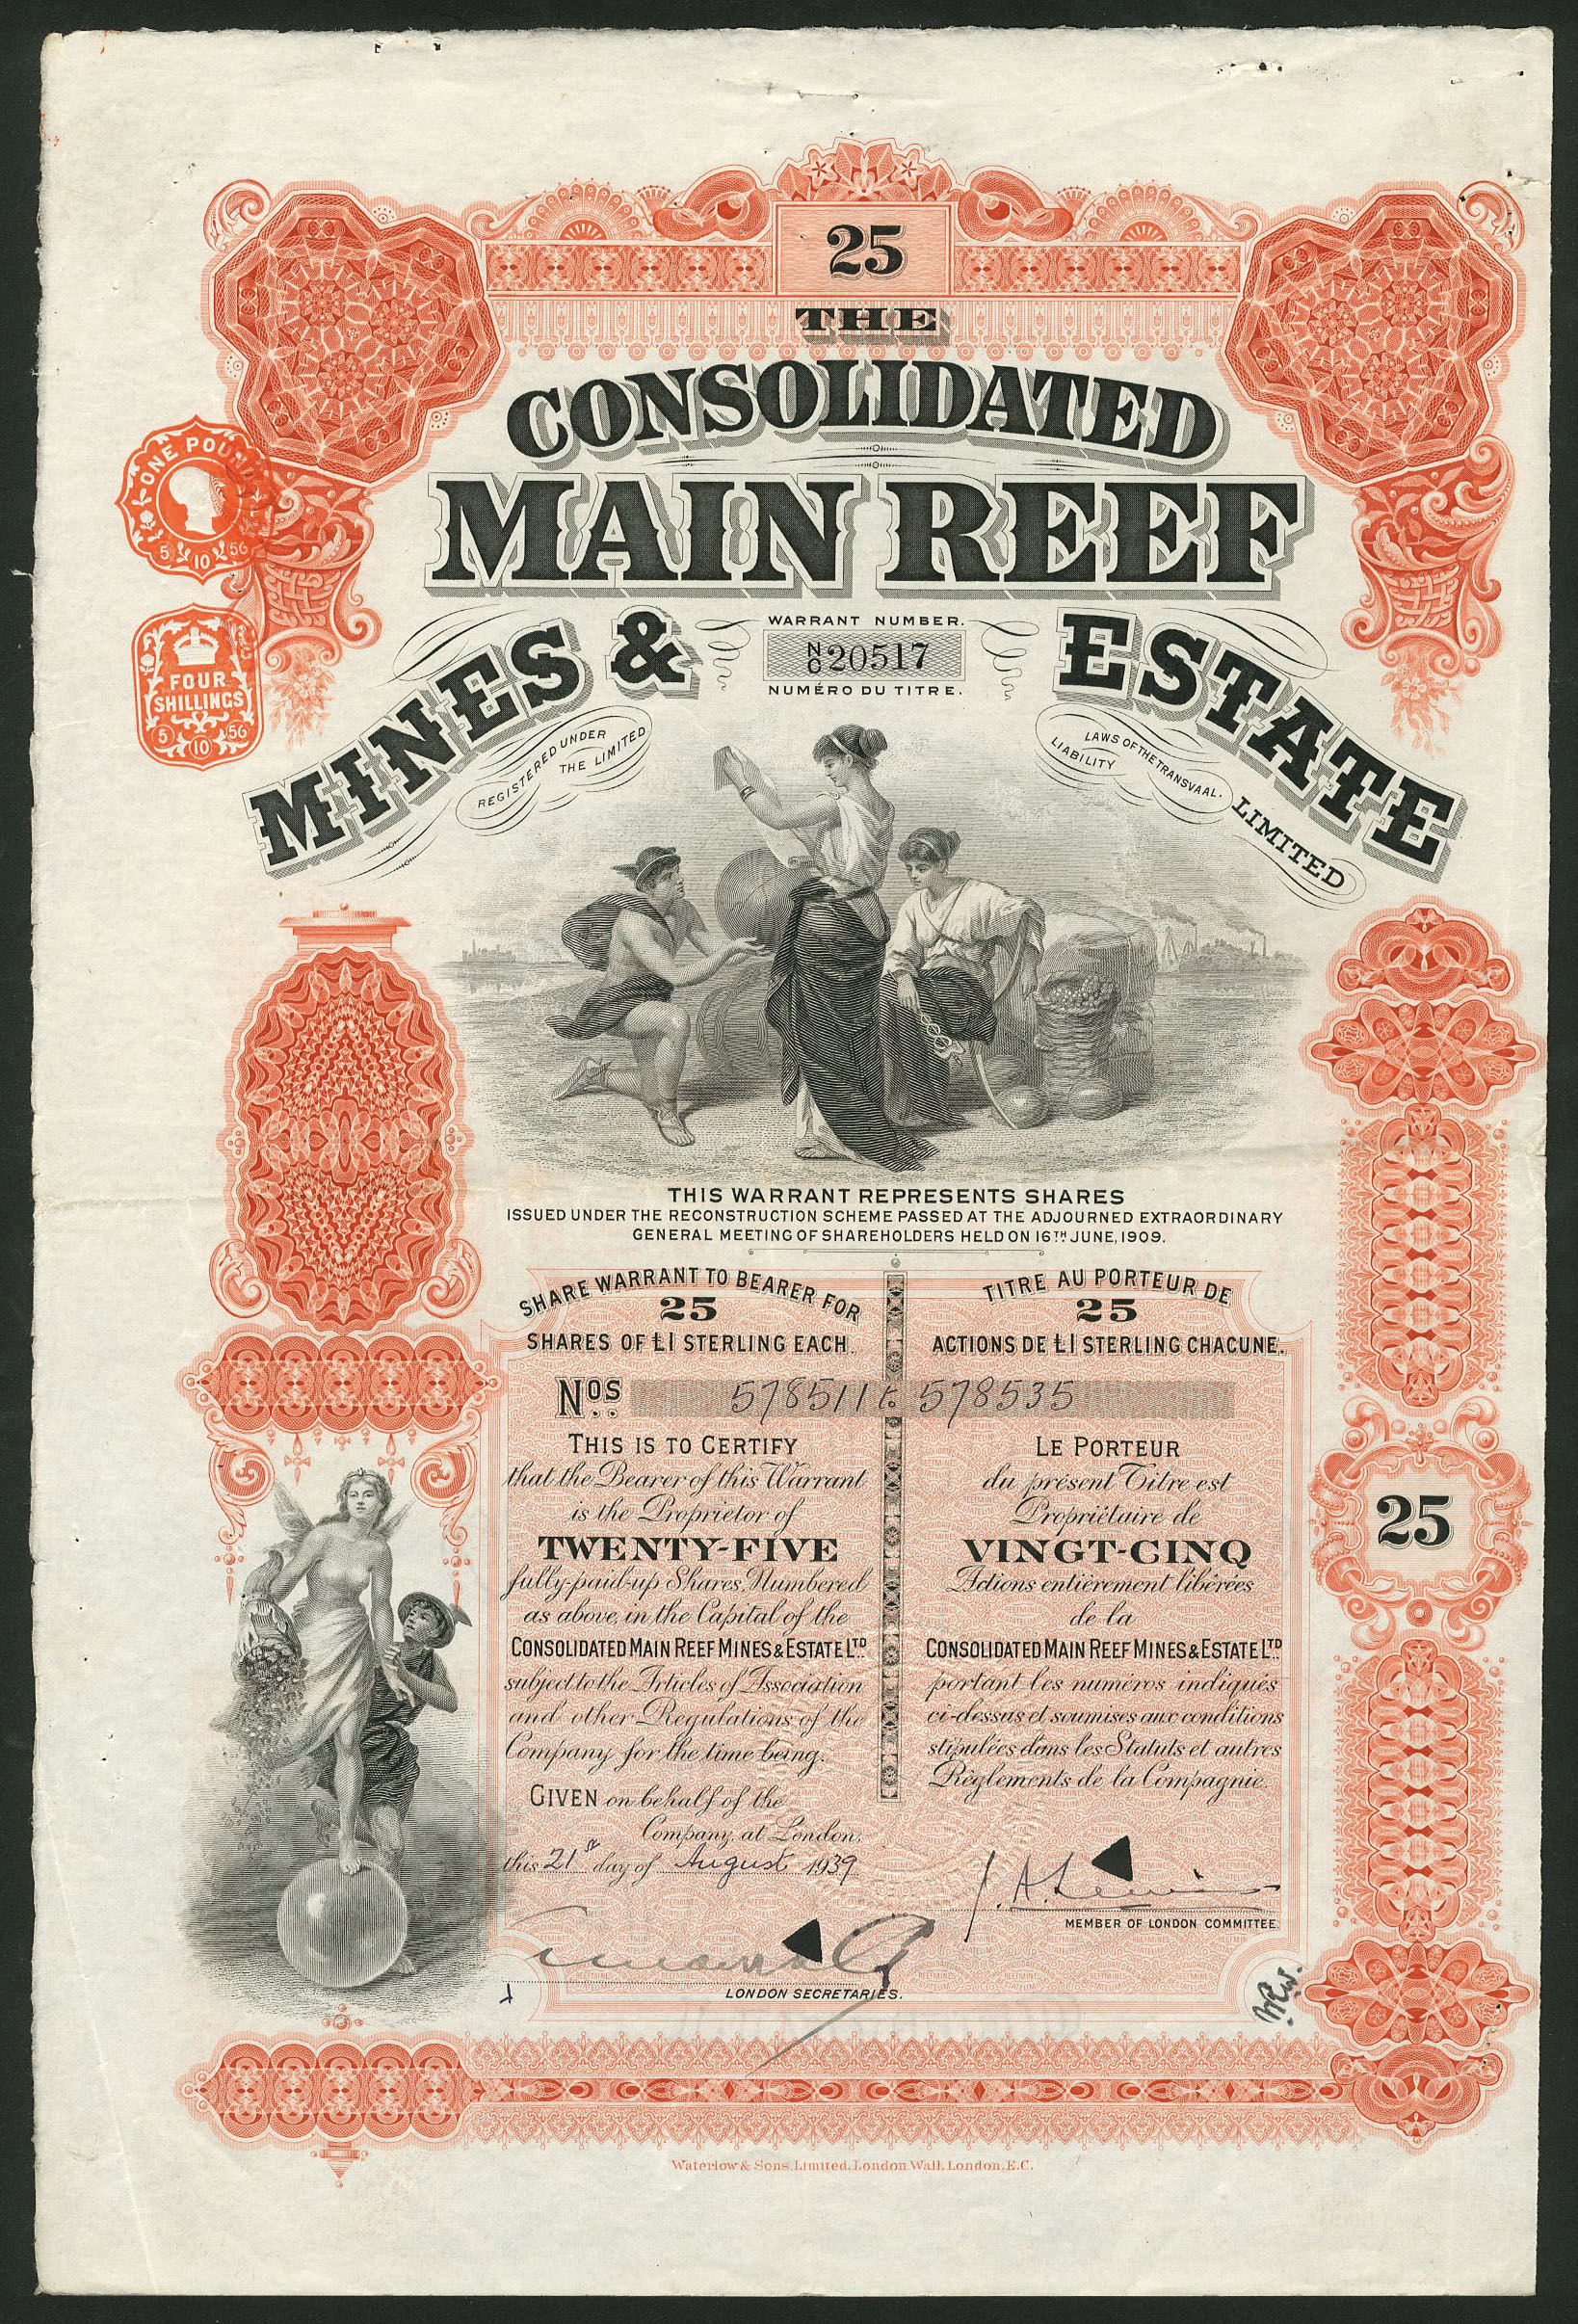 25
THE
CONSOLIDATED
MAIN REEF
MINES & ESTATE
LIMITED
ONE POUND
5 10 56
FOUR
SHILLINGS
5 10 56
WARRANT NUMBER.
No 20517
NUMÉRO DU TITRE.
REGISTERED UNDER
THE LIMITED
LIABILITY
LAWS OF THE TRANSVAAL.
THIS WARRANT REPRESENTS SHARES
ISSUED UNDER THE RECONSTRUCTION SCHEME PASSED AT THE ADJOURNED EXTRAORDINARY
GENERAL MEETING OF SHAREHOLDERS HELD ON 16TH JUNE, 1909.
SHARE WARRANT TO BEARER FOR
25
SHARES OF £1 STERLING EACH.
TITRE AU PORTEUR DE
25
ACTIONS DE £1 STERLING CHACUNE.
Nos 578511 to 578535
THIS IS TO CERTIFY
that the Bearer of this Warrant
is the Proprietor of
TWENTY-FIVE
fully-paid-up Shares, Numbered
as above, in the Capital of the
CONSOLIDATED MAIN REEF MINES & ESTATE LTD
subject to the Articles of Association
and other Regulations of the
Company for the time being.
GIVEN on behalf of the
Company, at London,
this 21st day of August 1939
LE PORTEUR
du présent Titre est
Propriétaire de
VINGT-CINQ
Actions entièrement libérées
de la
CONSOLIDATED MAIN REEF MINES & ESTATE LTD
portant les numéros indiqués
ci-dessus et soumises aux conditions
stipulées dans les Statuts et autres
Règlements de la Compagnie.
25
J. A. Lewis
MEMBER OF LONDON COMMITTEE
LONDON SECRETARIES.
Waterlow & Sons, Limited, London Wall, London, E.C.